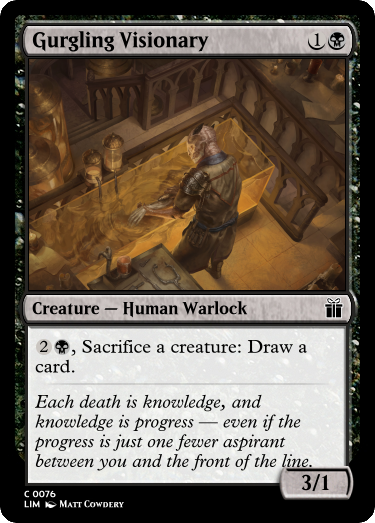 Gurgling Visionary 1
Creature — Human Warlock
2, Sacrifice a creature: Draw a
card.
Each death is knowledge, and
knowledge is progress — even if the
progress is just one fewer aspirant
between you and the front of the line.
3/1
C 0076
LIM Matt Cowdery